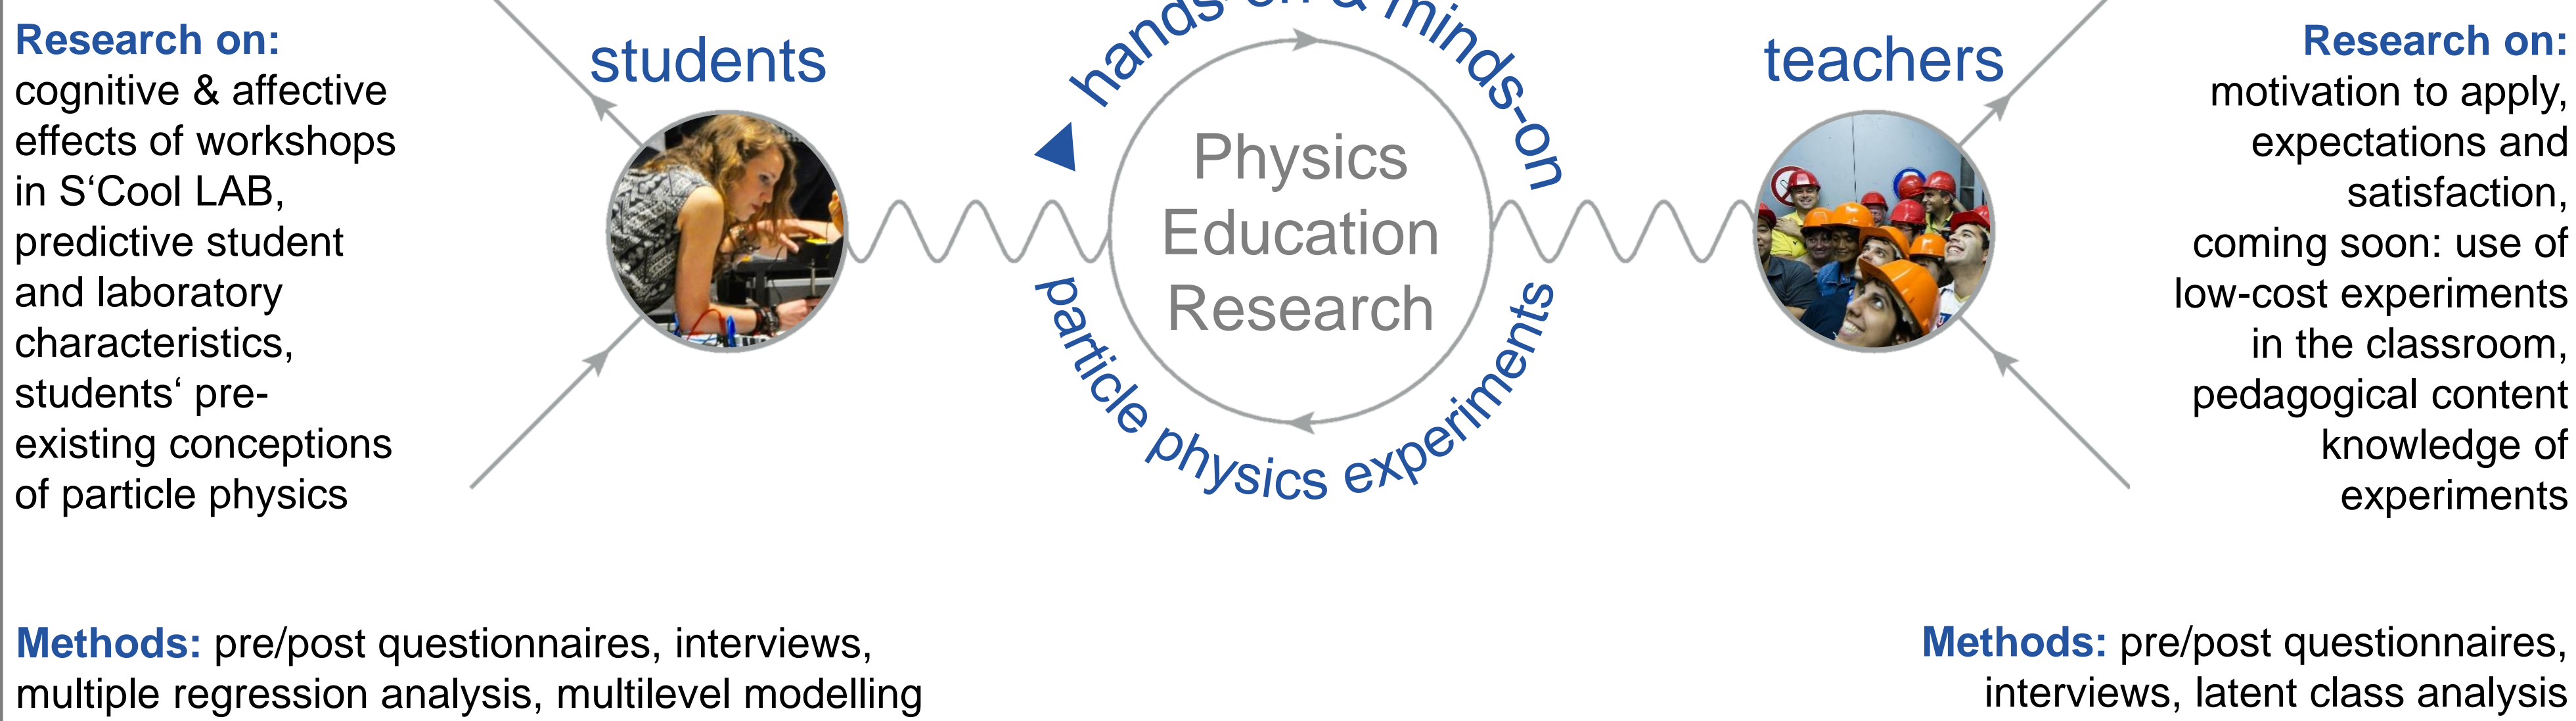 Research on:
cognitive & affective
effects of workshops
in S‘Cool LAB,
predictive student
and laboratory
characteristics,
students‘ pre-
existing conceptions
of particle physics
students
hands-on & minds-on
Physics
Education
Research
particle physics experiments
teachers
Research on:
motivation to apply,
expectations and
satisfaction,
coming soon: use of
low-cost experiments
in the classroom,
pedagogical content
knowledge of
experiments
Methods: pre/post questionnaires, interviews,
multiple regression analysis, multilevel modelling
Methods: pre/post questionnaires,
interviews, latent class analysis